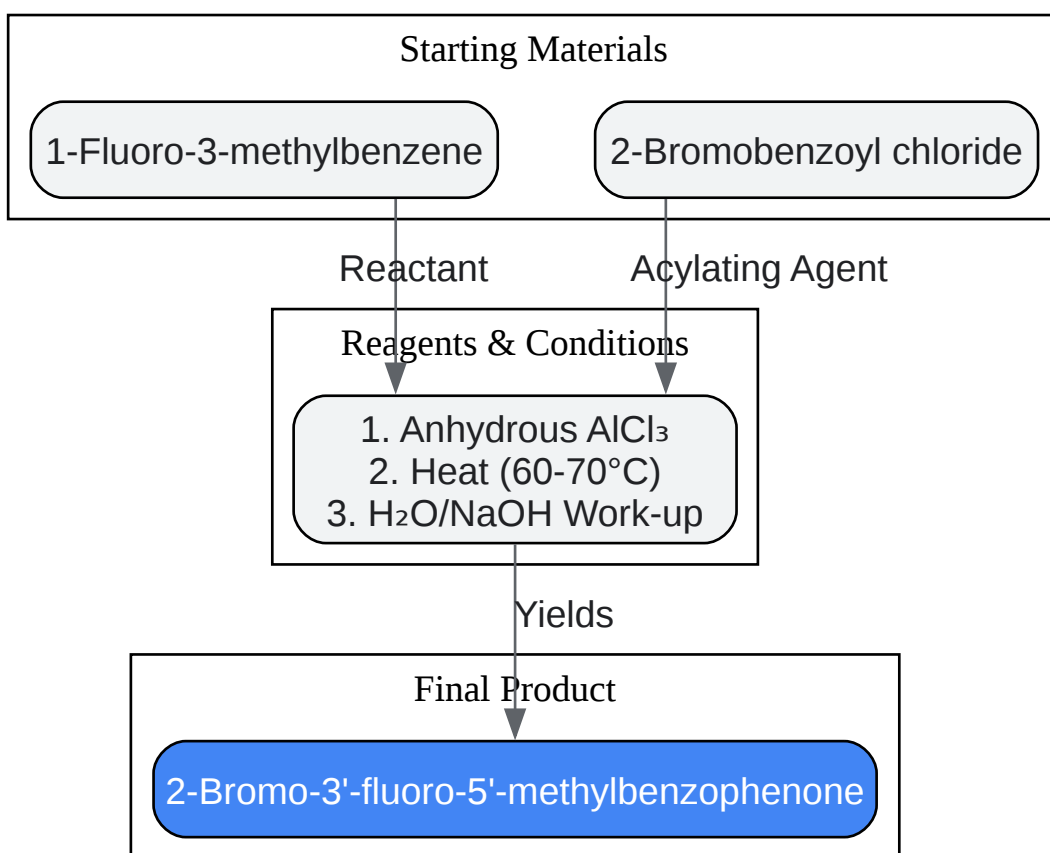 Starting Materials
1-Fluoro-3-methylbenzene
2-Bromobenzoyl chloride
Reactant
Acylating Agent
Reagents & Conditions
1. Anhydrous AlCl₃
2. Heat (60-70°C)
3. H₂O/NaOH Work-up
Yields
Final Product
2-Bromo-3'-fluoro-5'-methylbenzophenone